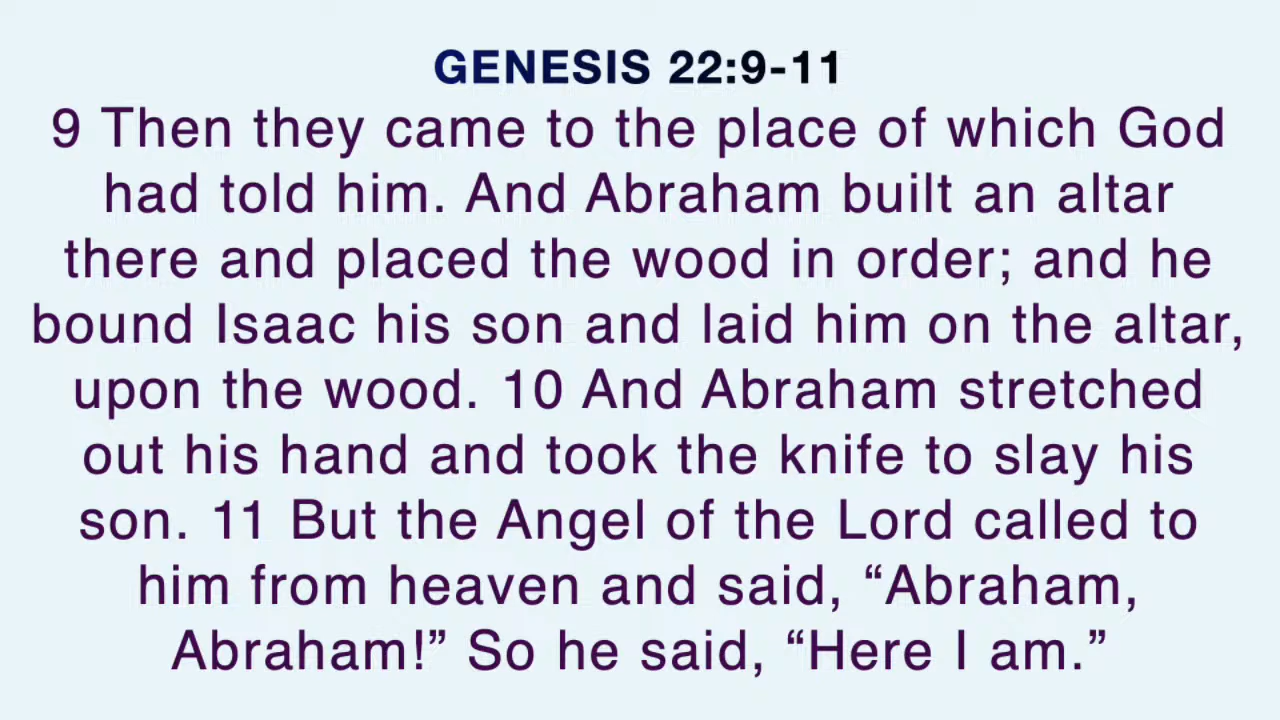 GENESIS 22:9-11
9 Then they came to the place of which God
had told him. And Abraham built an altar
there and placed the wood in order; and he
bound Isaac his son and laid him on the altar,
upon the wood. 10 And Abraham stretched
out his hand and took the knife to slay his
son. 11 But the Angel of the Lord called to
him from heaven and said, “Abraham,
Abraham!” So he said, “Here I am.”